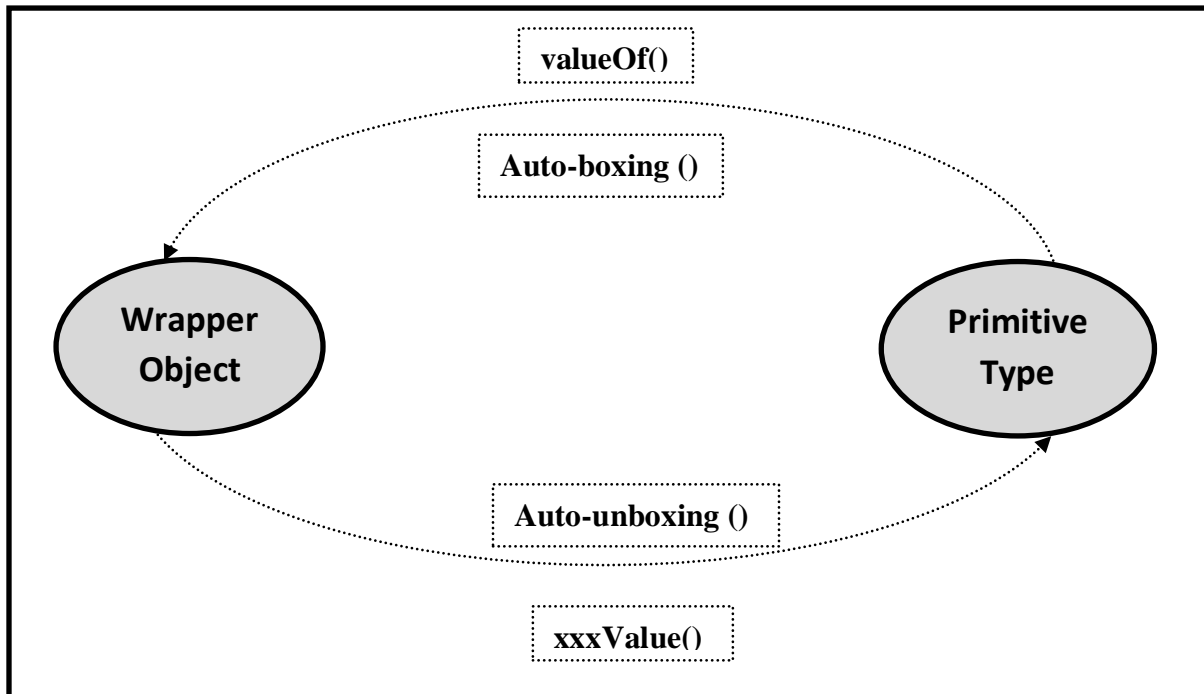 valueOf()
Auto-boxing ()
Wrapper
Object
Primitive
Type
Auto-unboxing ()
xxxValue()